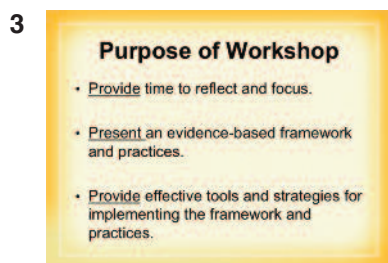 3
Purpose of Workshop
• Provide time to reflect and focus.
• Present an evidence-based framework
and practices.
• Provide effective tools and strategies for
implementing the framework and
practices.